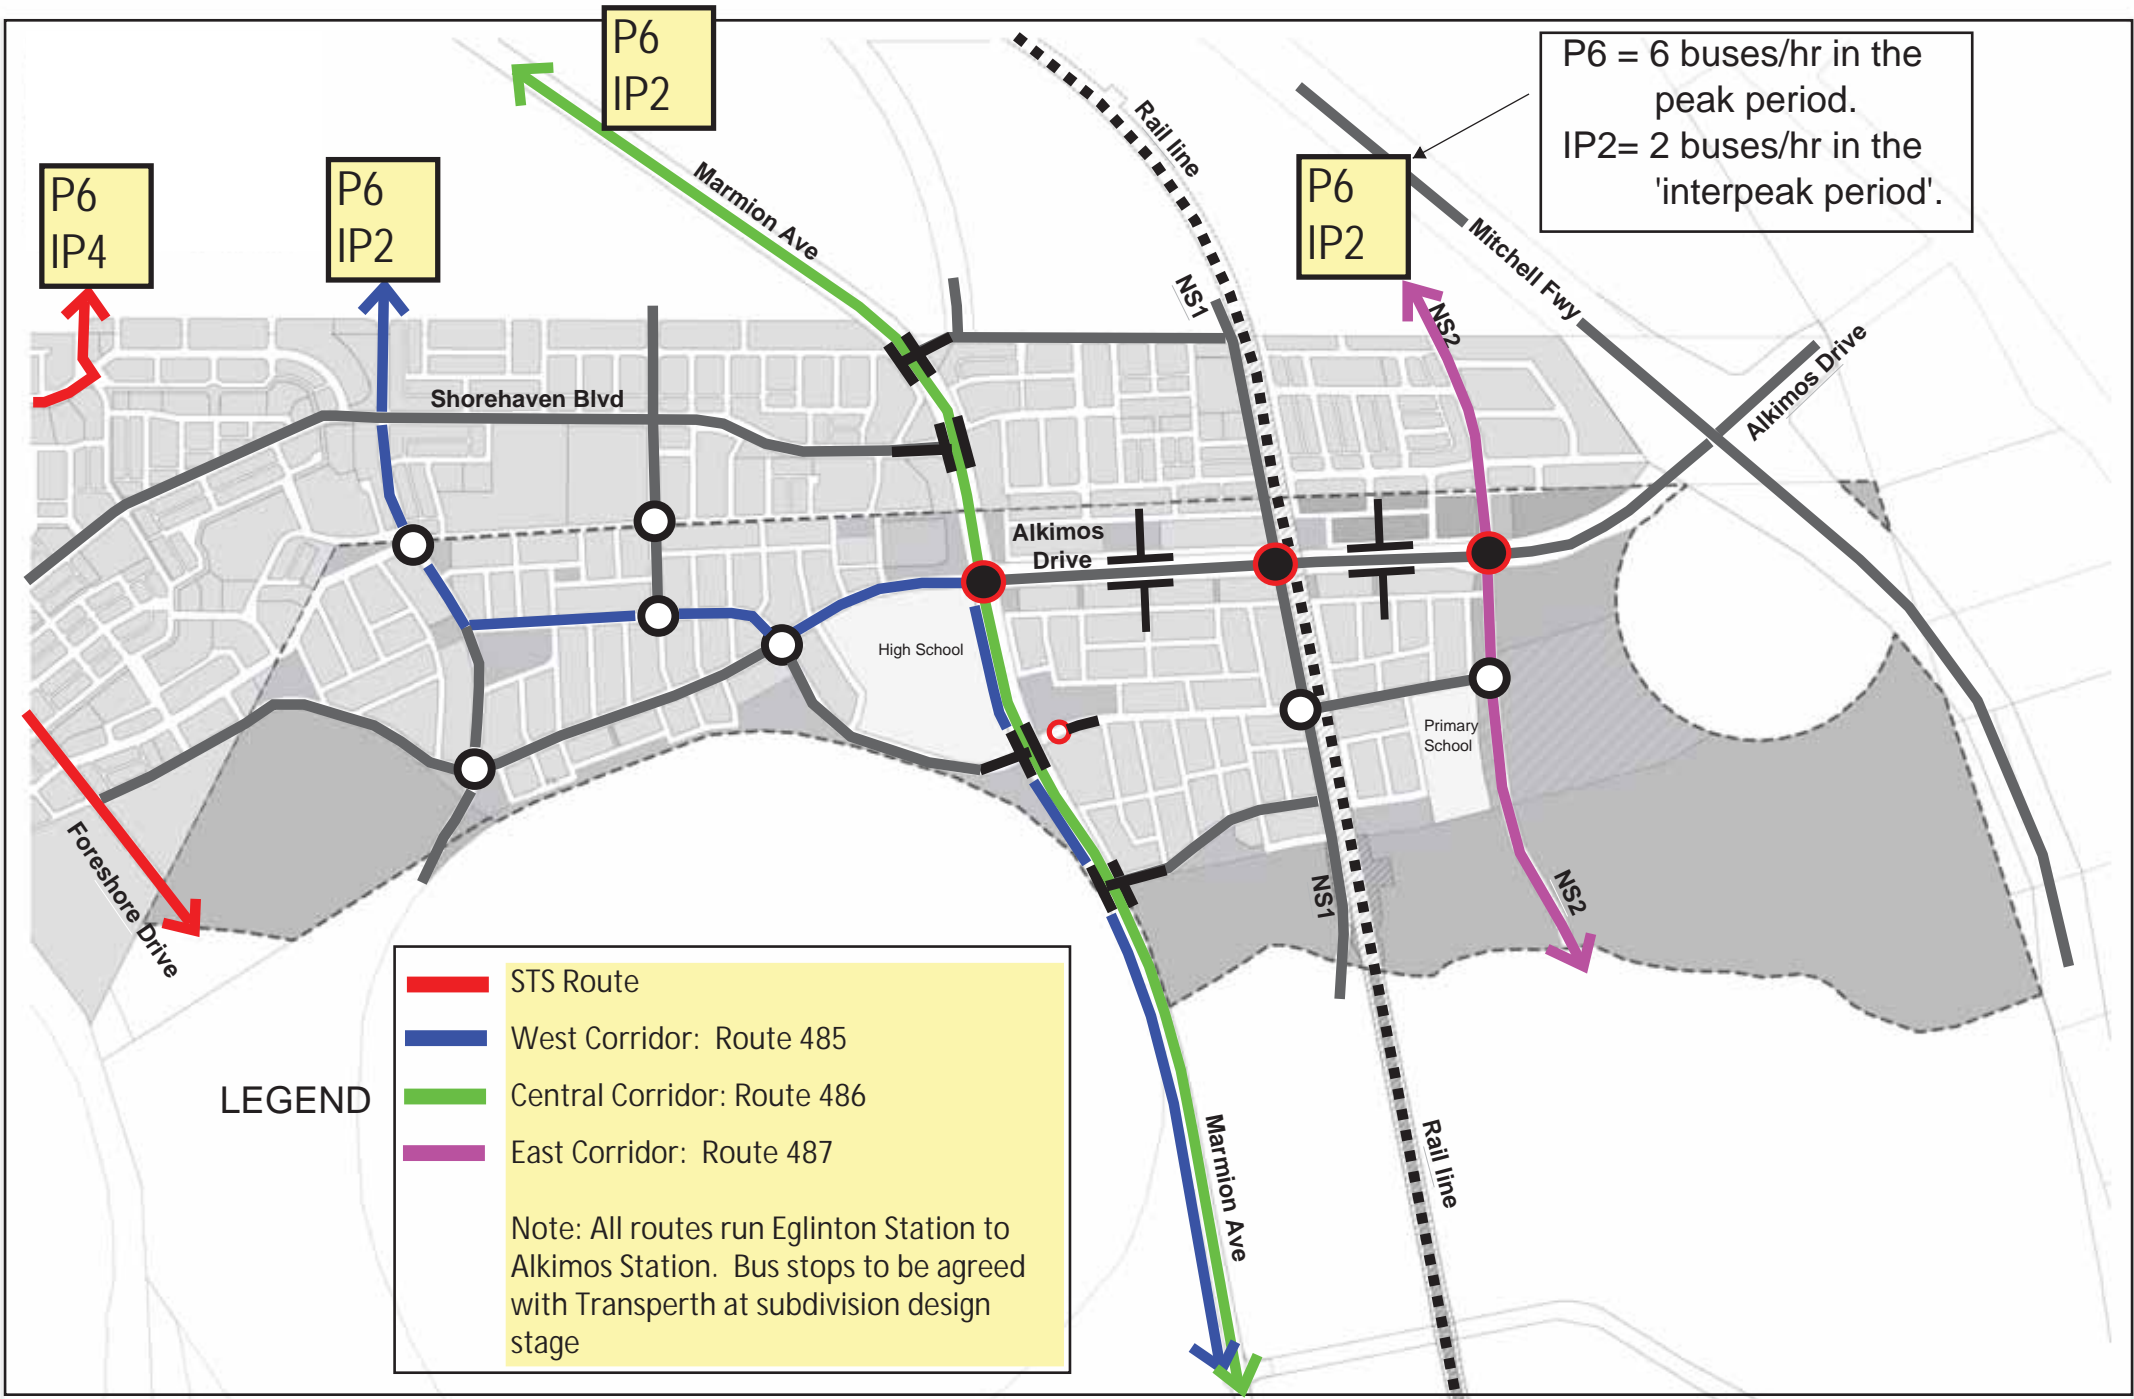 P6
IP2
P6 = 6 buses/hr in the
peak period.
IP2= 2 buses/hr in the
'interpeak period'.
P6
IP4
P6
IP2
P6
IP2
Rail line
Marmion Ave
Mitchell Fwy
NS1
NS2
Alkimos Drive
Shorehaven Blvd
Alkimos
Drive
High School
Primary
School
Foreshore Drive
NS1
NS2
LEGEND
STS Route
West Corridor: Route 485
Central Corridor: Route 486
East Corridor: Route 487
Note: All routes run Eglinton Station to
Alkimos Station. Bus stops to be agreed
with Transperth at subdivision design
stage
Marmion Ave
Rail line